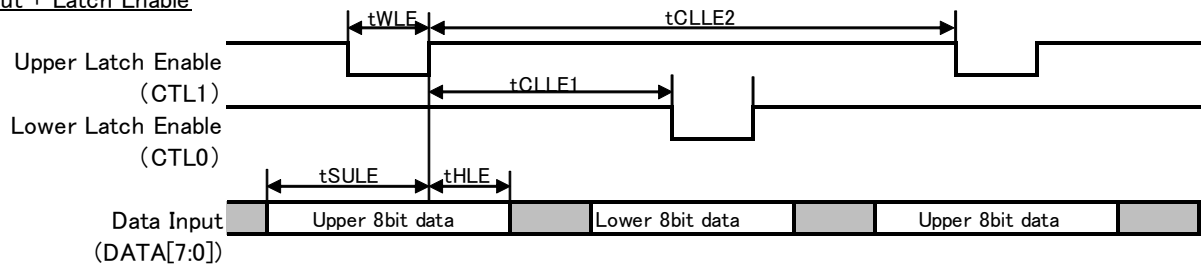 + Latch Enable
tWLE
tCLLE2
Upper Latch Enable
(CTL1)
tCLLE1
Lower Latch Enable
(CTL0)
tSULE
tHLE
Data Input
(DATA[7:0])
Upper 8bit data
Lower 8bit data
Upper 8bit data